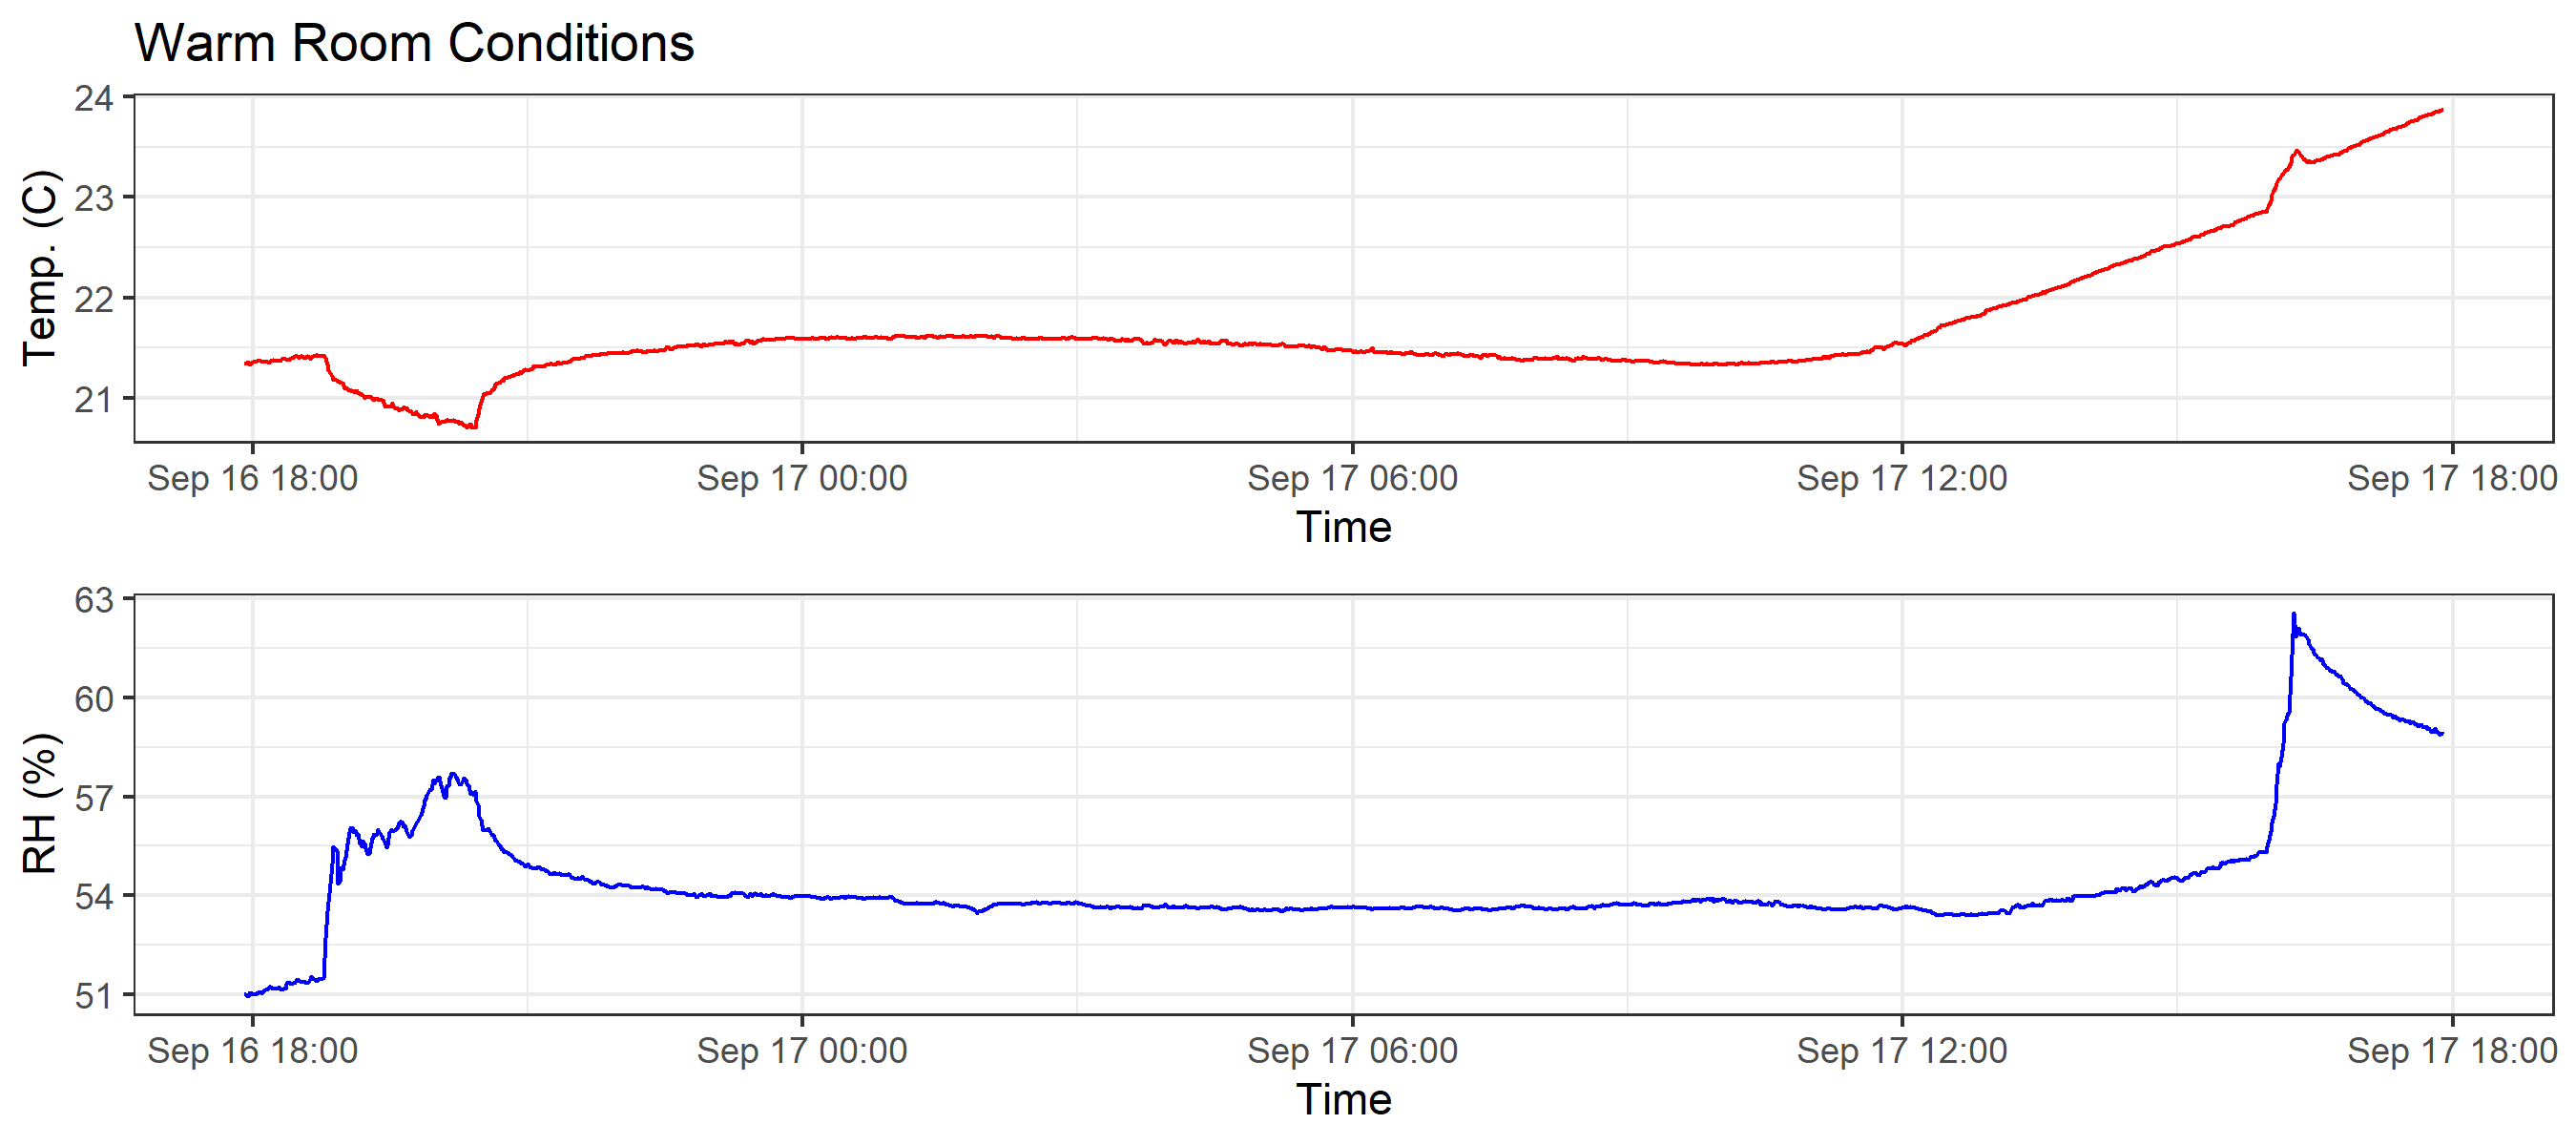 Warm Room Conditions
Temp. (C)
24
23
22
21
Sep 16 18:00 Sep 17 00:00 Sep 17 06:00 Sep 17 12:00 Sep 17 18:00
Time
RH (%)
63
60
57
54
51
Sep 16 18:00 Sep 17 00:00 Sep 17 06:00 Sep 17 12:00 Sep 17 18:00
Time